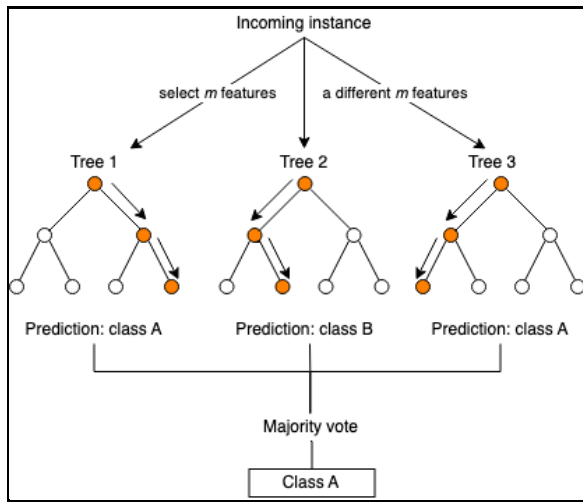 Incoming instance
select m features
a different m features
Tree 1
Tree 2
Tree 3
Prediction: class A
Prediction: class B
Prediction: class A
Majority vote
Class A